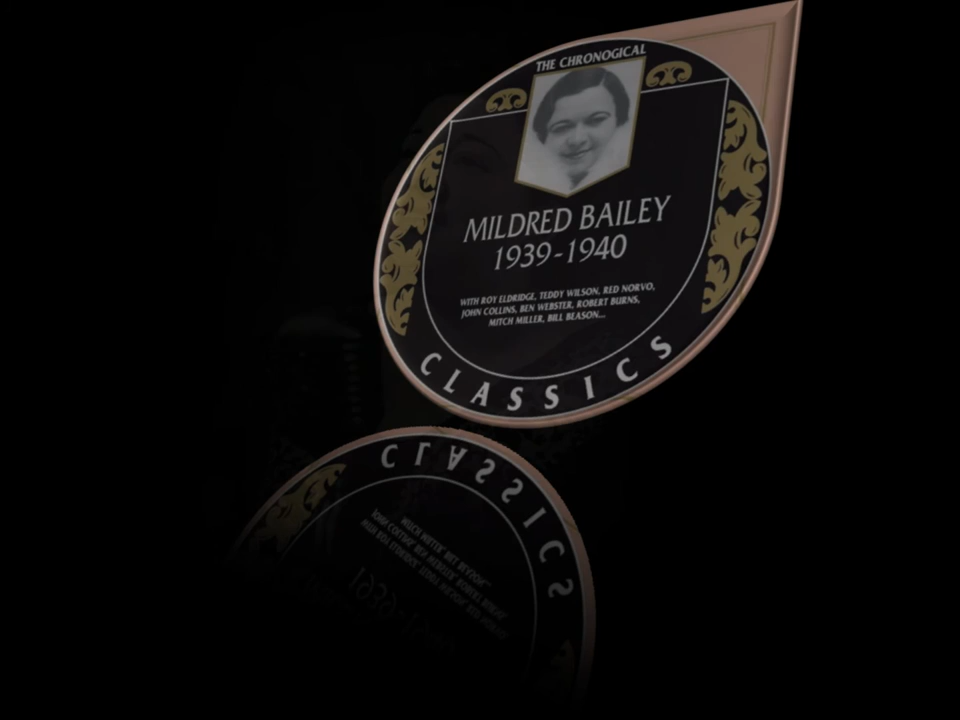 THE CHRONOGICAL
MILDRED BAILEY
1939-1940
WITH ROY ELDRIDGE, TEDDY WILSON, RED NORVO,
JOHN COLLINS, BEN WEBSTER, ROBERT BURNS,
MITCH MILLER, BILL BEASON...
CLASSICS
CLASSICS